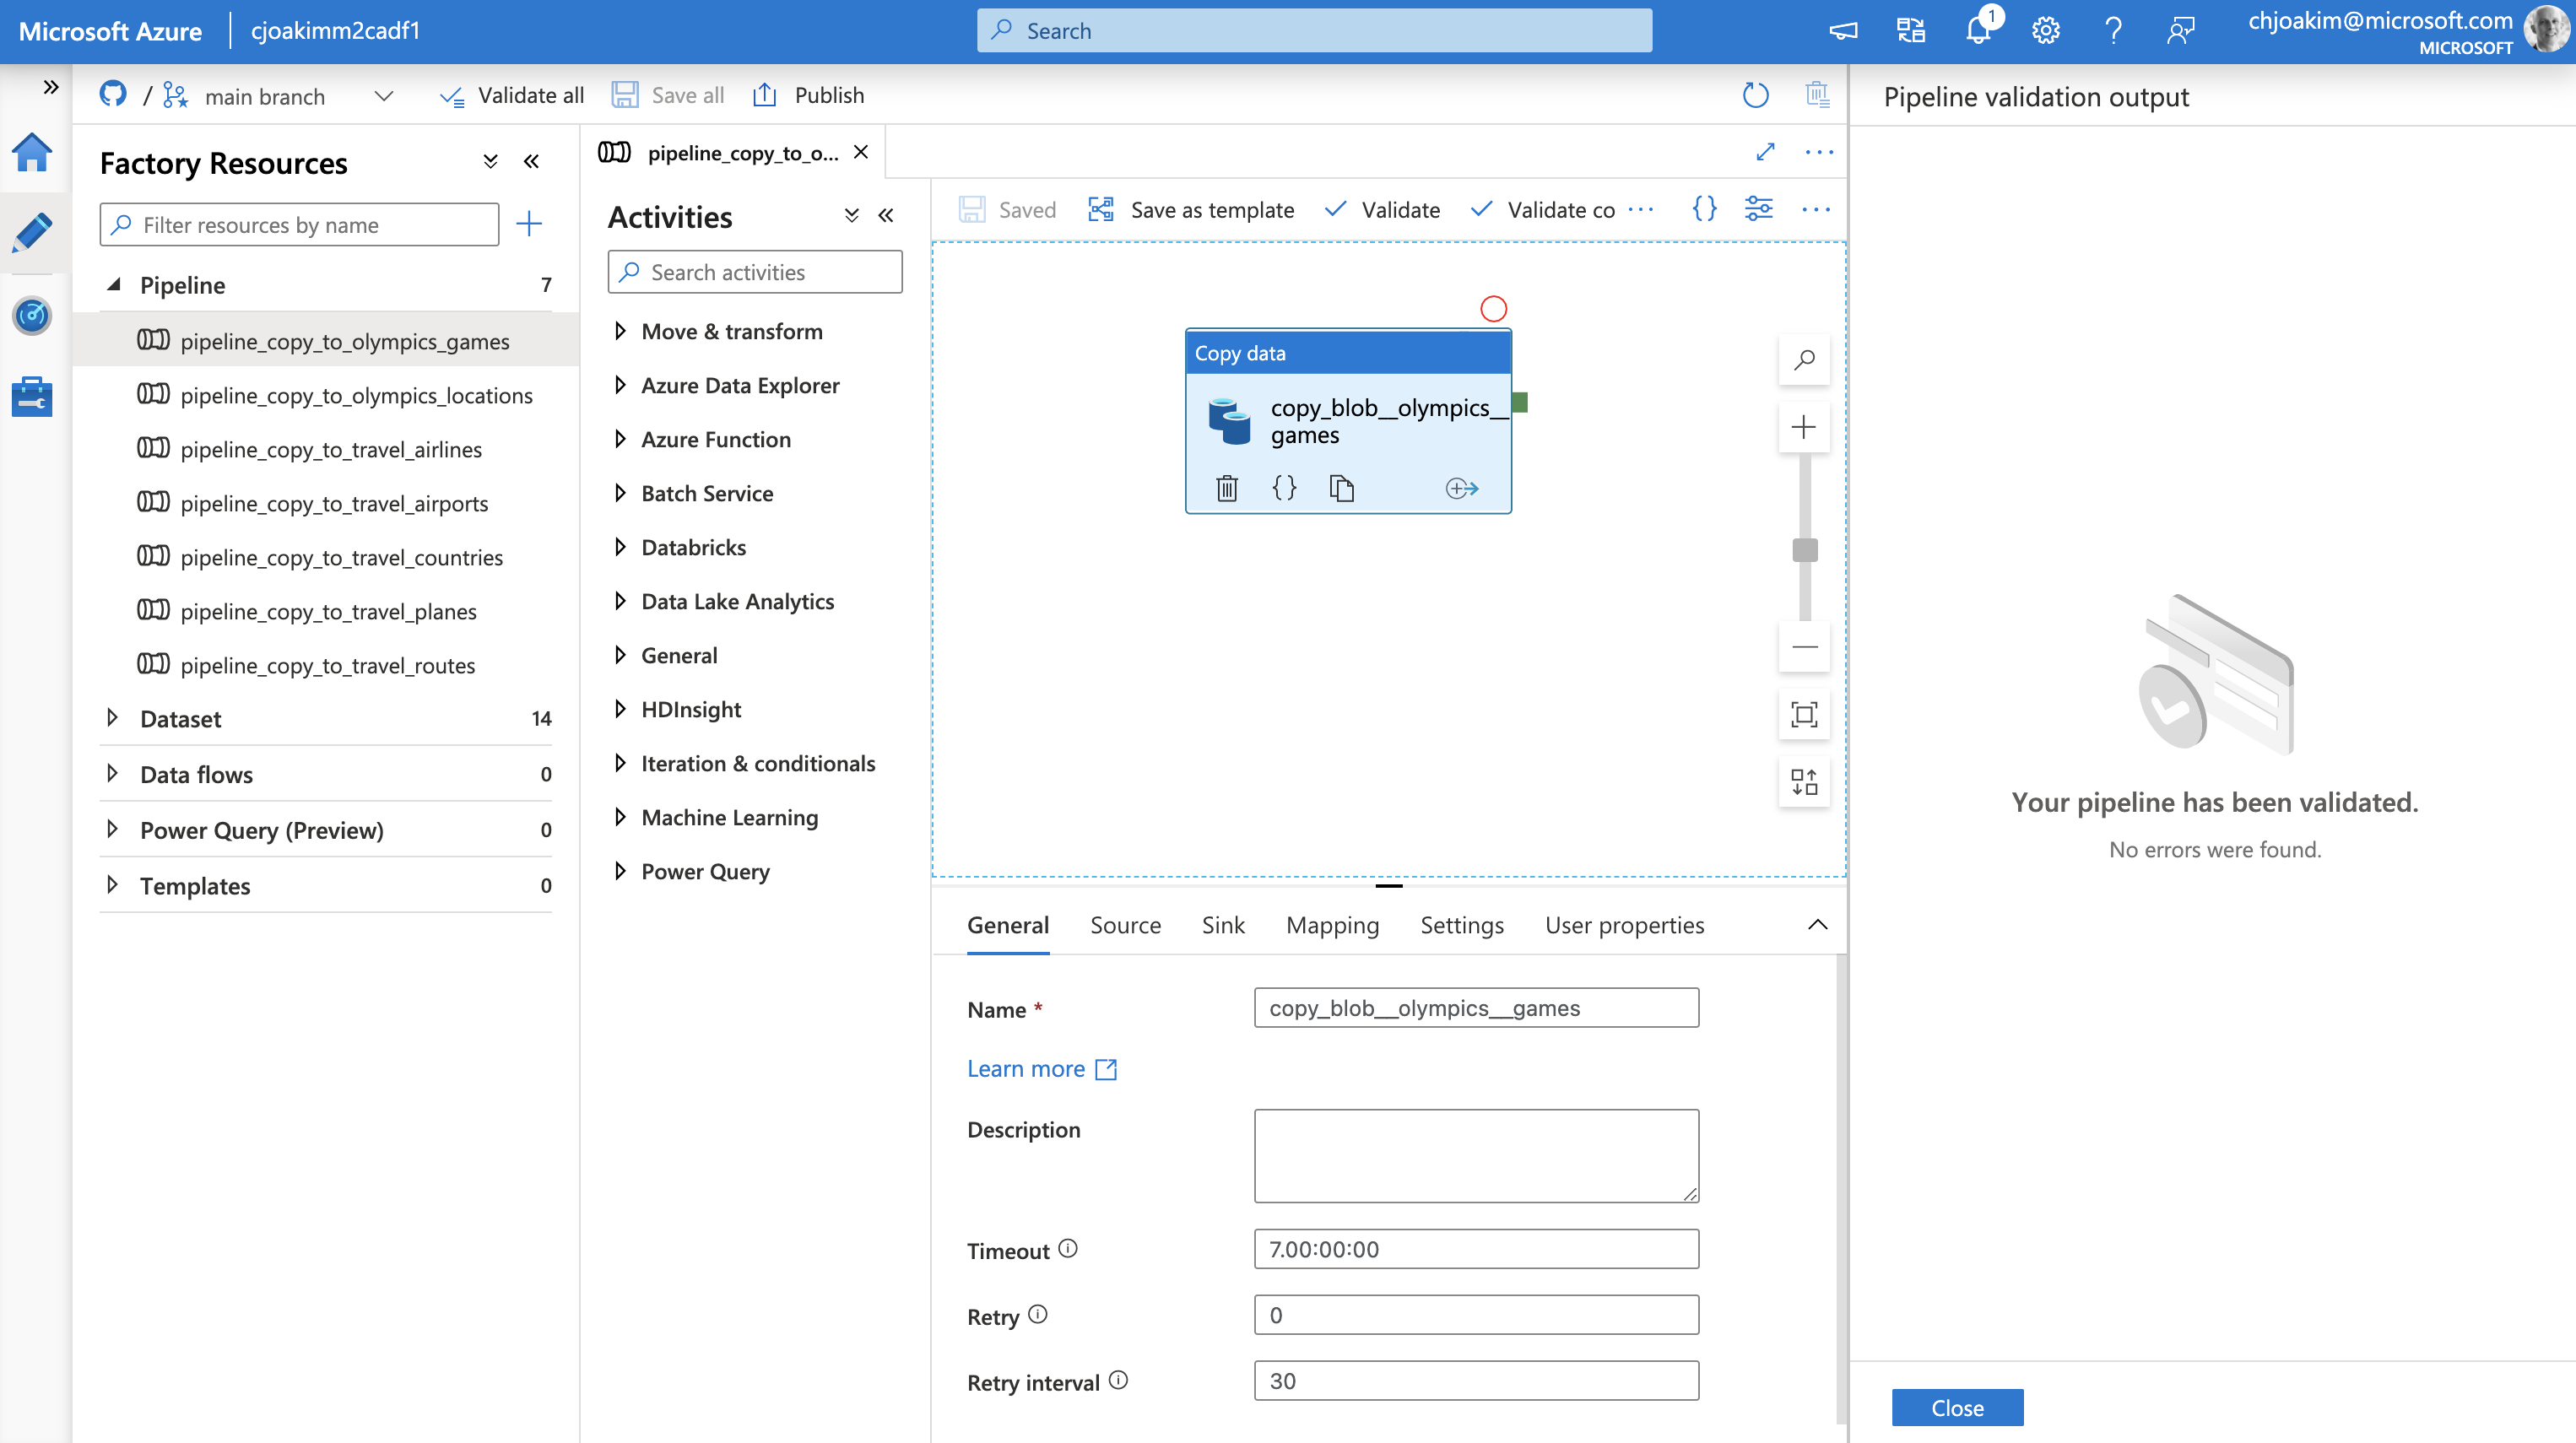 Microsoft Azure
cjoakimm2cadf1
Search
1
chjoakim@microsoft.com
MICROSOFT
/
main branch
Validate all
Save all
Publish
Factory Resources
Filter resources by name
Pipeline 7
pipeline_copy_to_olympics_games
pipeline_copy_to_olympics_locations
pipeline_copy_to_travel_airlines
pipeline_copy_to_travel_airports
pipeline_copy_to_travel_countries
pipeline_copy_to_travel_planes
pipeline_copy_to_travel_routes
Dataset 14
Data flows 0
Power Query (Preview) 0
Templates 0
pipeline_copy_to_o...
Activities
Search activities
Move & transform
Azure Data Explorer
Azure Function
Batch Service
Databricks
Data Lake Analytics
General
HDInsight
Iteration & conditionals
Machine Learning
Power Query
Saved
Save as template
Validate
Validate co
Copy data
copy_blob__olympics__
games
General
Source
Sink
Mapping
Settings
User properties
Name *
copy_blob__olympics__games
Learn more
Description
Timeout
7.00:00:00
Retry
0
Retry interval
30
Pipeline validation output
Your pipeline has been validated.
No errors were found.
Close